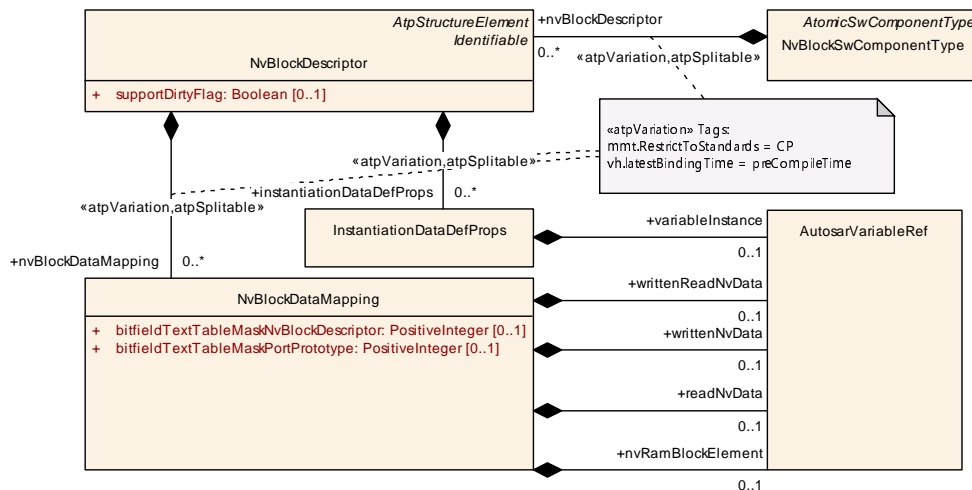 AtpStructureElement
Identifiable
NvBlockDescriptor
+ supportDirtyFlag: Boolean [0..1]
+nvBlockDescriptor
0..*
«atpVariation,atpSplitable»
AtomicSwComponentType
NvBlockSwComponentType
«atpVariation» Tags:
mmt.RestrictToStandards = CP
vh.latestBindingTime = preCompileTime
«atpVariation,atpSplitable»
+instantiationDataDefProps
0..*
«atpVariation,atpSplitable»
+nvBlockDataMapping
0..*
InstantiationDataDefProps
+variableInstance
0..1
AutosarVariableRef
NvBlockDataMapping
+ bitfieldTextTableMaskNvBlockDescriptor: PositiveInteger [0..1]
+ bitfieldTextTableMaskPortPrototype: PositiveInteger [0..1]
+writtenReadNvData
0..1
+writtenNvData
0..1
+readNvData
0..1
+nvRamBlockElement
0..1